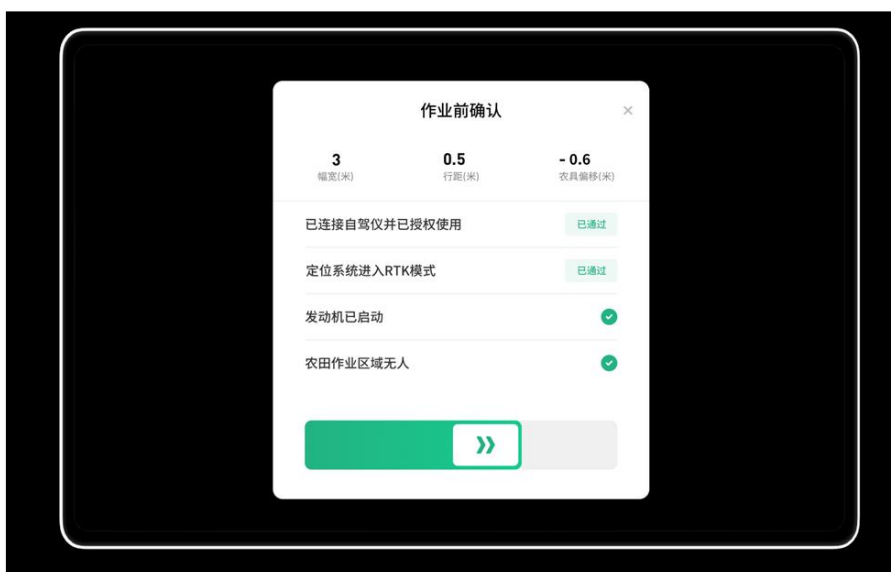 作业前确认
3 0.5 - 0.6
幅宽(米) 行距(米) 农具偏移(米)
已连接自驾仪并已授权使用 已通过
定位系统进入RTK模式 已通过
发动机已启动
农田作业区域无人